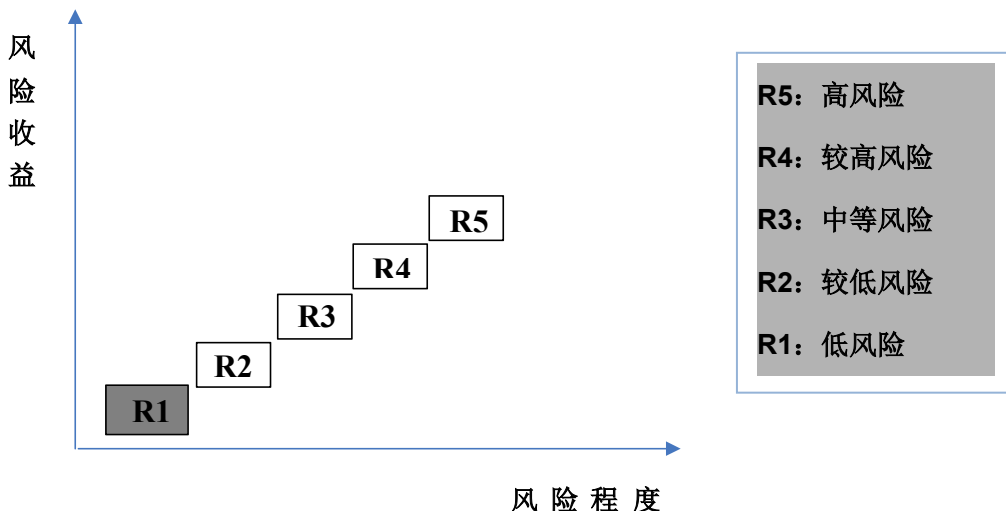 风
险
收
益
R5
R4
R3
R2
R1
风 险 程 度
R5：高风险
R4：较高风险
R3：中等风险
R2：较低风险
R1：低风险